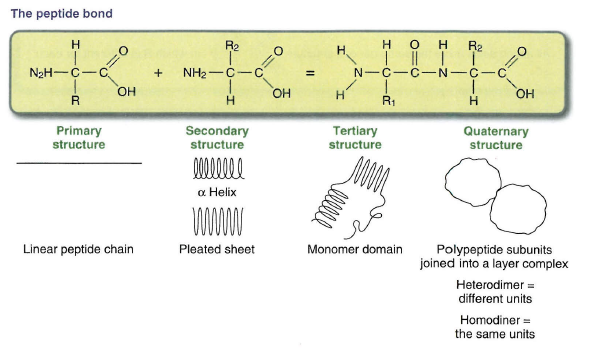 The peptide bond
H
N₂H–C–C
O
OH
R
+
R₂
NH₂–C–C
O
OH
H
=
H
N
H
H
C
R₁
O
C
H
N
R₂
C
H
C
O
OH
Primary
structure
Linear peptide chain
Secondary
structure
α Helix
Pleated sheet
Tertiary
structure
Monomer domain
Quaternary
structure
Polypeptide subunits
joined into a layer complex
Heterodimer =
different units
Homodiner =
the same units